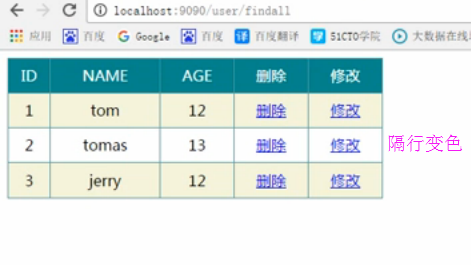 localhost:9090/user/findall
应用 百度 Google 百度 百度翻译 51CTO学院 大数据在线
ID NAME AGE 删除 修改
1 tom 12 删除 修改
2 tomas 13 删除 修改 隔行变色
3 jerry 12 删除 修改